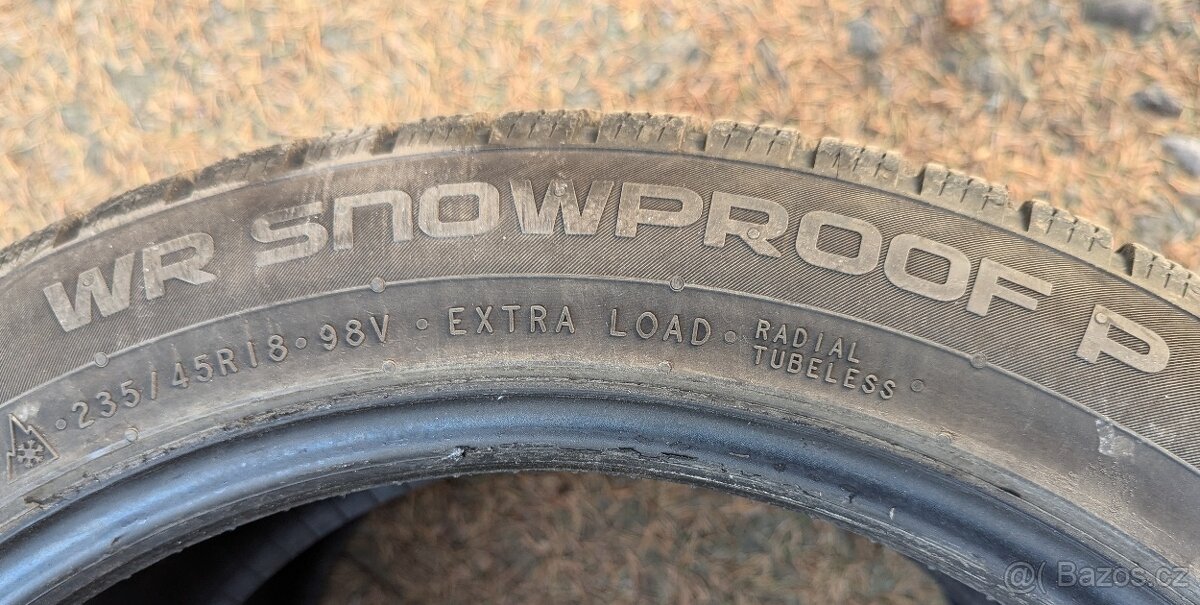 WR SNOWPROOF P
235/45R18 98V EXTRA LOAD RADIAL
TUBELESS
@( Bazos.cz